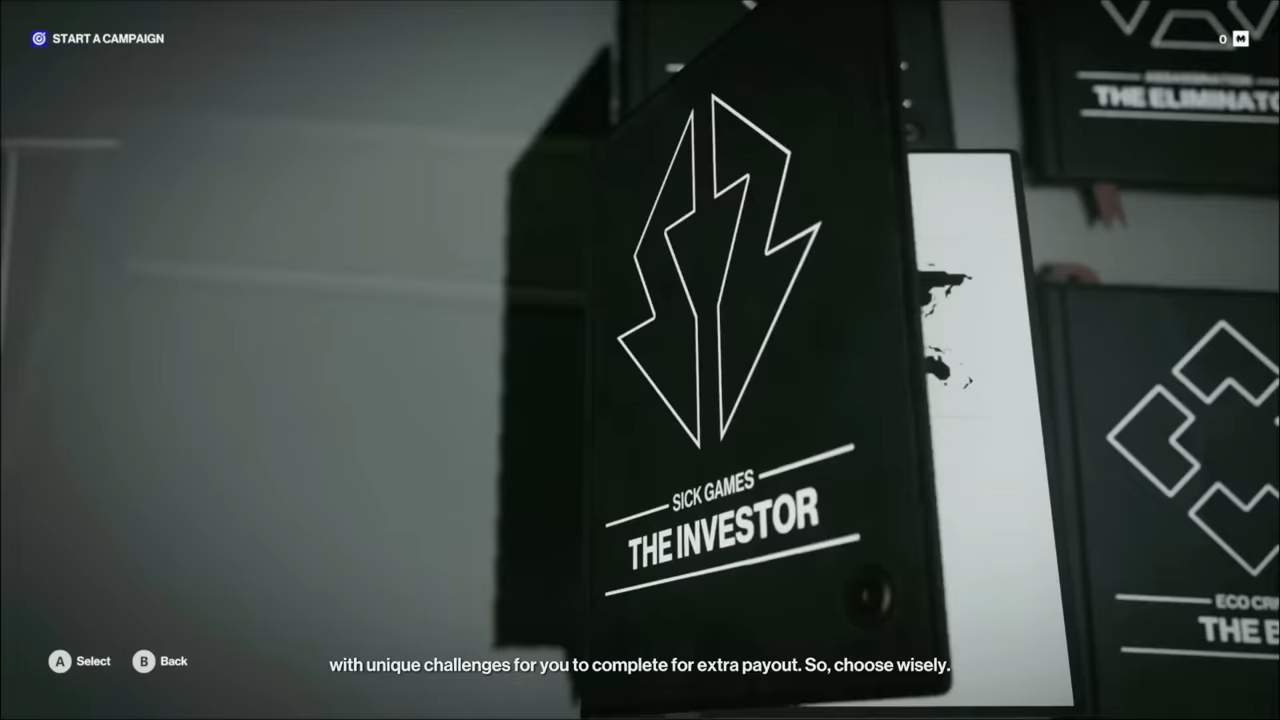 START A CAMPAIGN
0
ASSASSINATION
THE ELIMINATO
SICK GAMES
THE INVESTOR
ECO CRI
THE B
A Select B Back
with unique challenges for you to complete for extra payout. So, choose wisely.